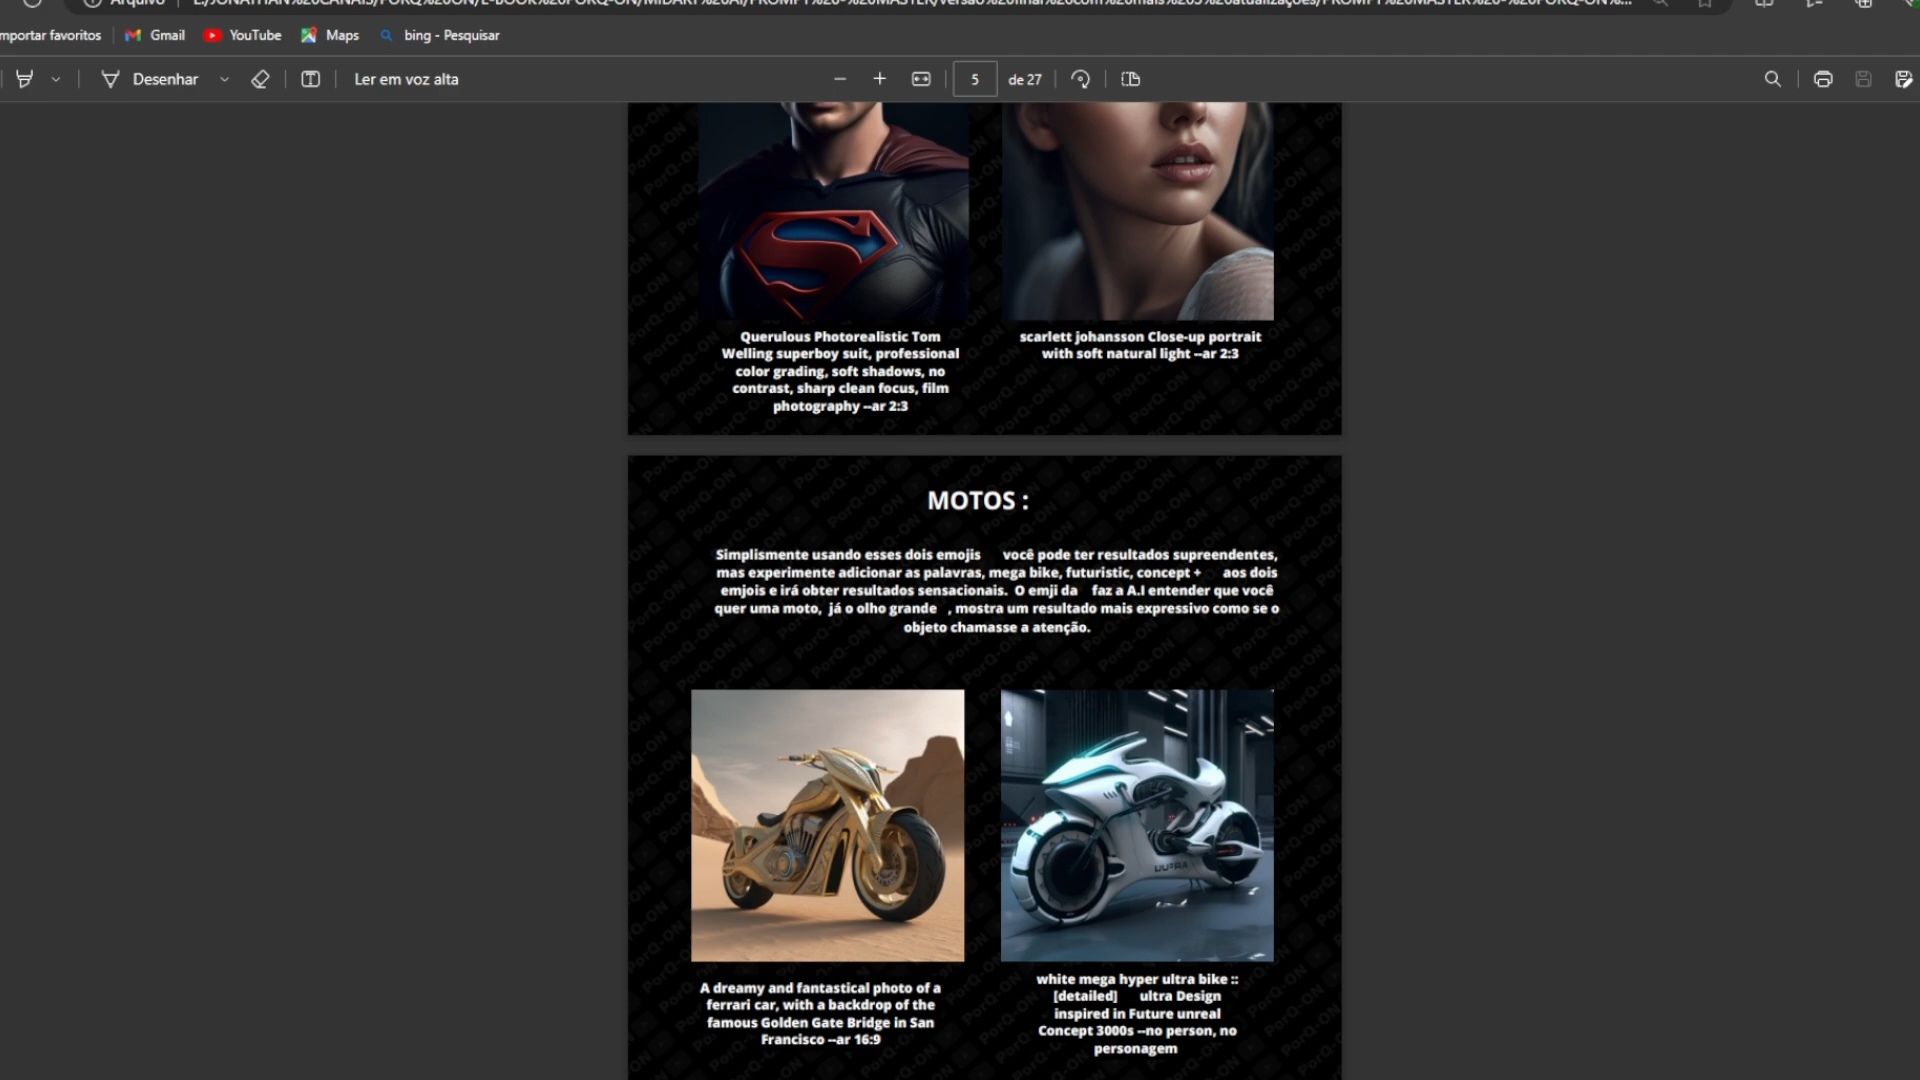 Arquivo
mportar favoritos
Gmail
YouTube
Maps
bing - Pesquisar
Desenhar
Ler em voz alta
5
de 27
Querulous Photorealistic Tom
Welling superboy suit, professional
color grading, soft shadows, no
contrast, sharp clean focus, film
photography --ar 2:3
scarlett johansson Close-up portrait
with soft natural light --ar 2:3
MOTOS :
Simplismente usando esses dois emojis você pode ter resultados supreendentes,
mas experimente adicionar as palavras, mega bike, futuristic, concept + aos dois
emjois e irá obter resultados sensacionais. O emji da faz a A.I entender que você
quer uma moto, já o olho grande , mostra um resultado mais expressivo como se o
objeto chamasse a atenção.
A dreamy and fantastical photo of a
ferrari car, with a backdrop of the
famous Golden Gate Bridge in San
Francisco --ar 16:9
white mega hyper ultra bike ::
[detailed] ultra Design
inspired in Future unreal
Concept 3000s --no person, no
personagem
PorQ-ON